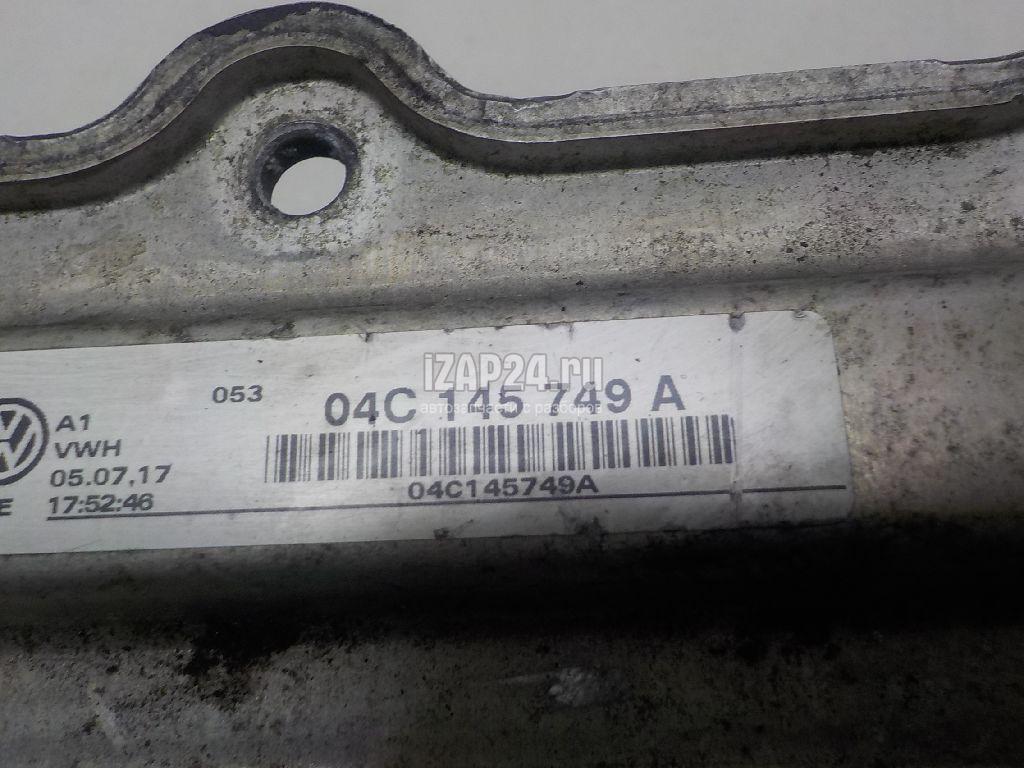 iZAP24.ru
053 04C 145 749 A
автозапчасти с разборов
A1
VWH
05.07.17
04C145749A
E 17:52:46